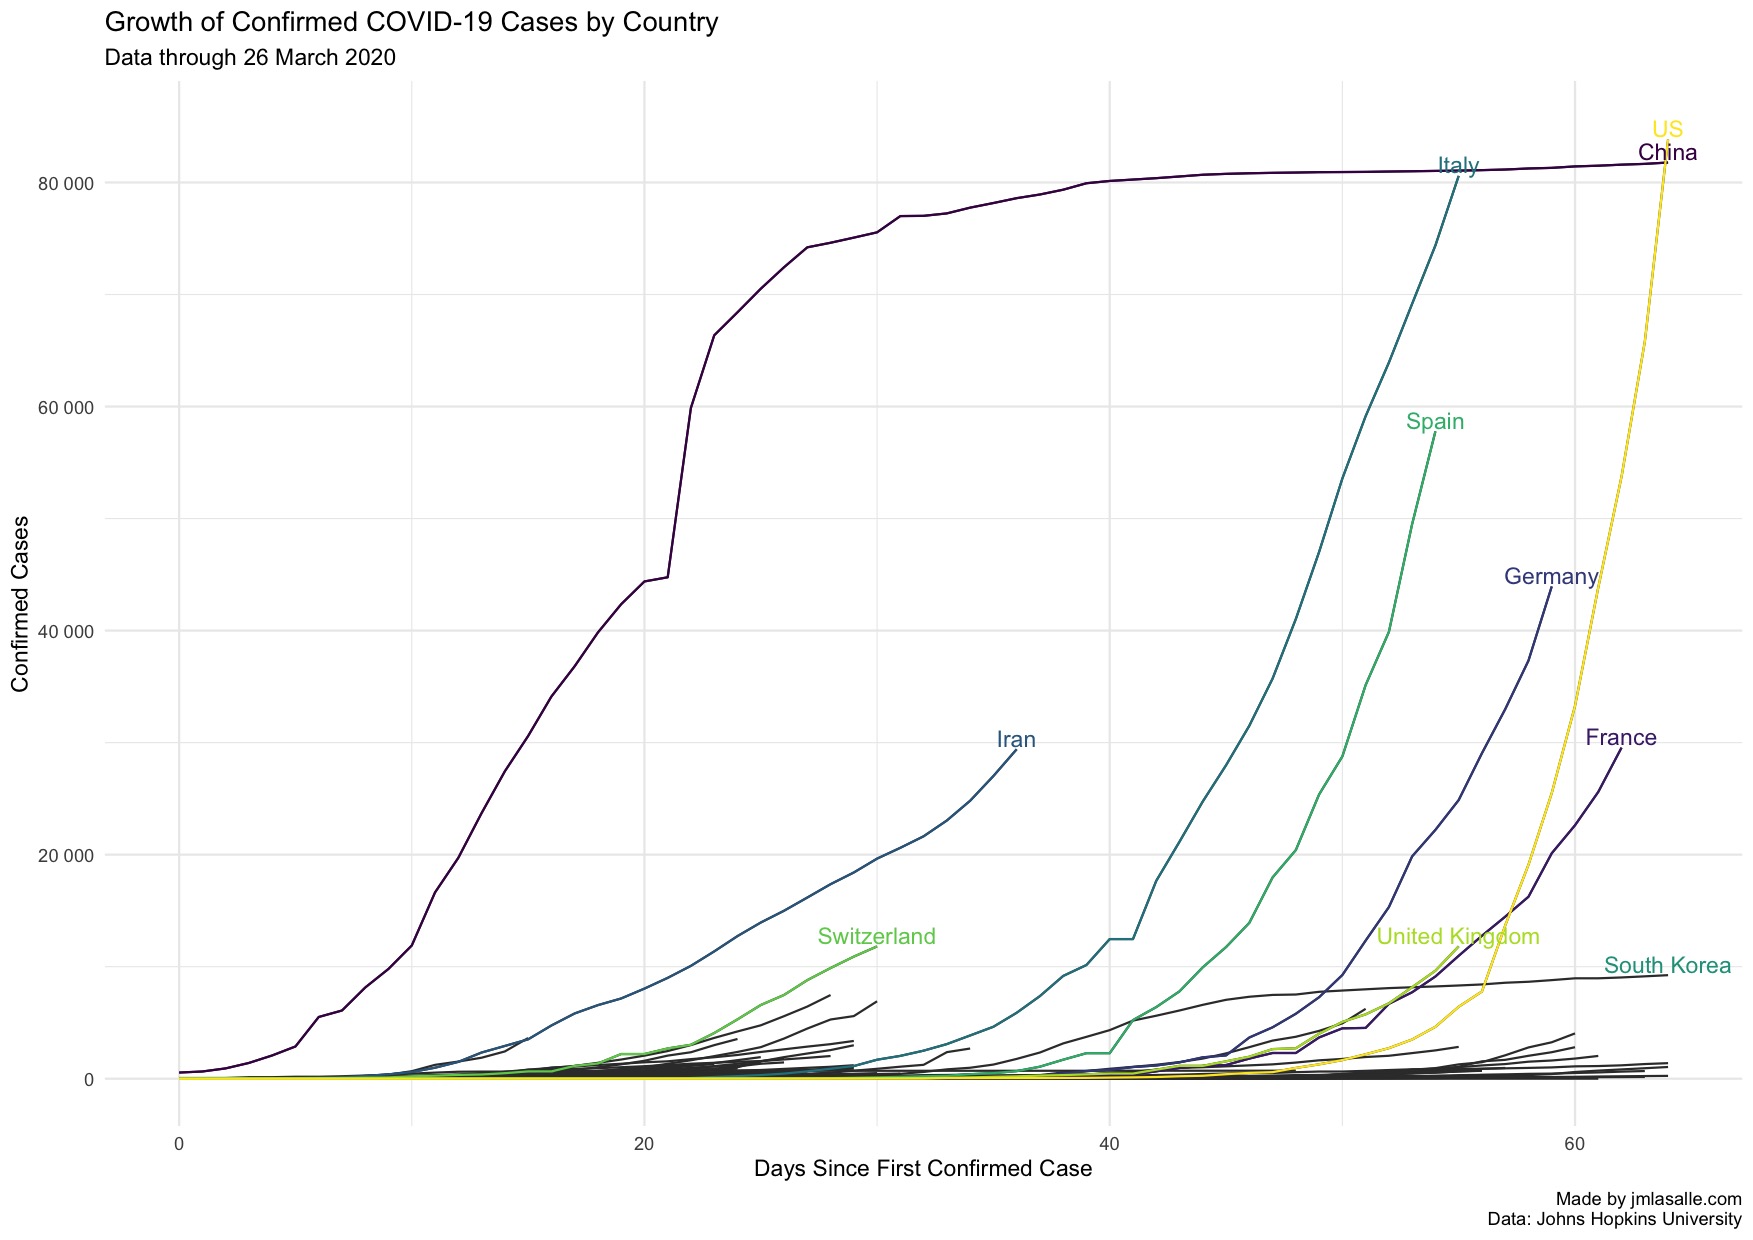 Growth of Confirmed COVID-19 Cases by Country
Data through 26 March 2020
US
China
Italy
80 000
60 000
Spain
Germany
40 000
Confirmed Cases
Iran
France
20 000
Switzerland
United Kingdom
South Korea
0
0
20
40
60
Days Since First Confirmed Case
Made by jmlasalle.com
Data: Johns Hopkins University